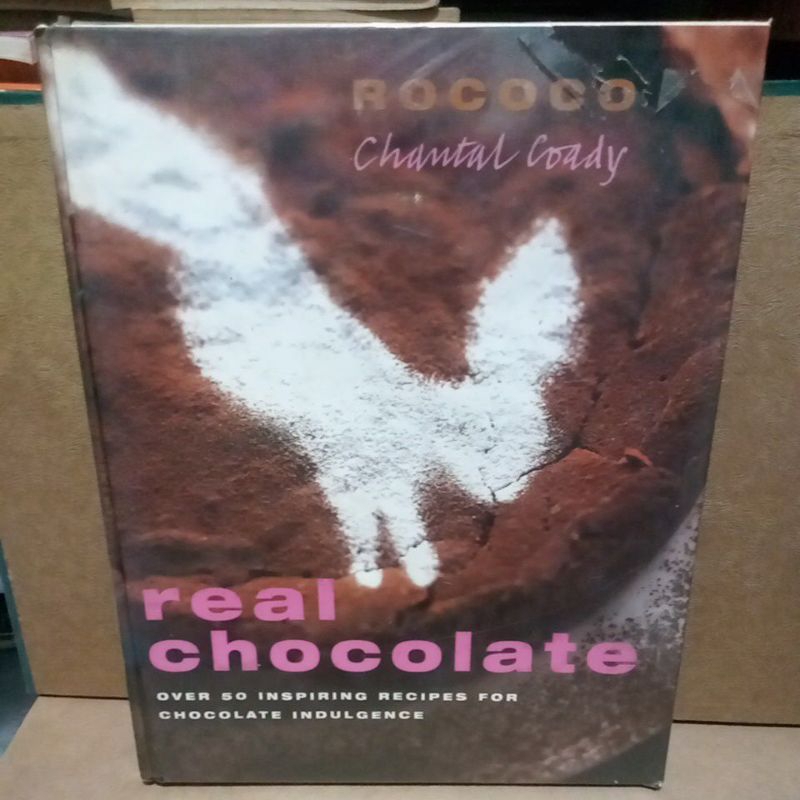 ROCOCO
Chantal Coady
real
chocolate
OVER 50 INSPIRING RECIPES FOR
CHOCOLATE INDULGENCE